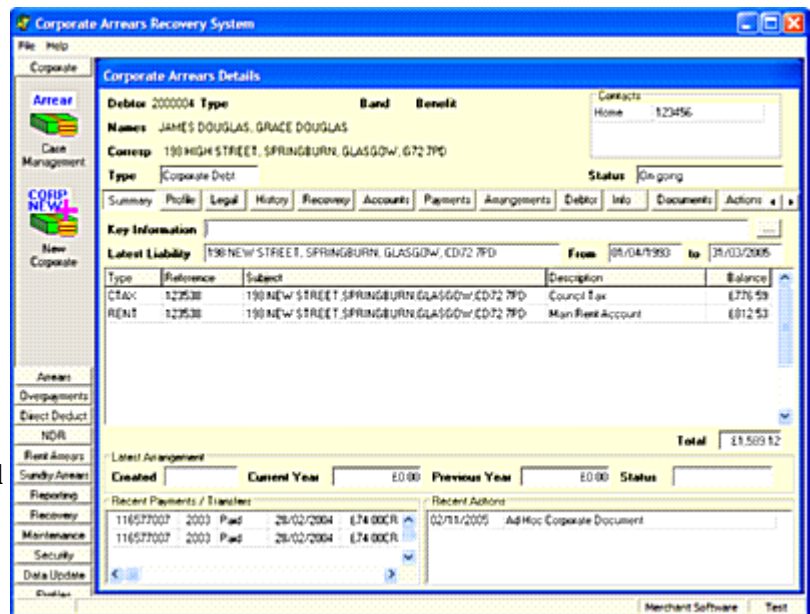 Corporate Arrears Recovery System
File Help
Corporate
Arrear
Case Management
CORP NEW
New Corporate
Arrears
Overpayments
Direct Deduct
NDR
Rent Arrears
Sundry Arrears
Reporting
Recovery
Maintenance
Security
Data Update
Corporate Arrears Details
Debtor 2000004 Type Band Benefit
Names JAMES DOUGLAS, GRACE DOUGLAS
Corresp 190 HIGH STREET, SPRINGBURN, GLASGOW, G72 7PD
Type Corporate Debt
Contacts
Home 123456
Status On going
Summary Profile Legal History Recovery Accounts Payments Arrangements Debtor Info Documents Actions
Key Information ...
Latest Liability 190 NEW STREET, SPRINGBURN, GLASGOW, CD72 7PD From 01/04/1993 to 31/03/2005
Type Reference Subject Description Balance
CTAX 123538 190 NEW STREET,SPRINGBURN,GLASGOW,CD72 7PD Council Tax £776.59
RENT 123538 190 NEW STREET,SPRINGBURN,GLASGOW,CD72 7PD Main Rent Account £812.53
Total £1,589.12
Latest Arrangement
Created Current Year £0.00 Previous Year £0.00 Status
Recent Payments / Transfers
116577007 2003 Paid 28/02/2004 £74.00CR
116577007 2003 Paid 28/02/2004 £74.00CR
Recent Actions
02/11/2005 Ad Hoc Corporate Document
Merchant Software Test